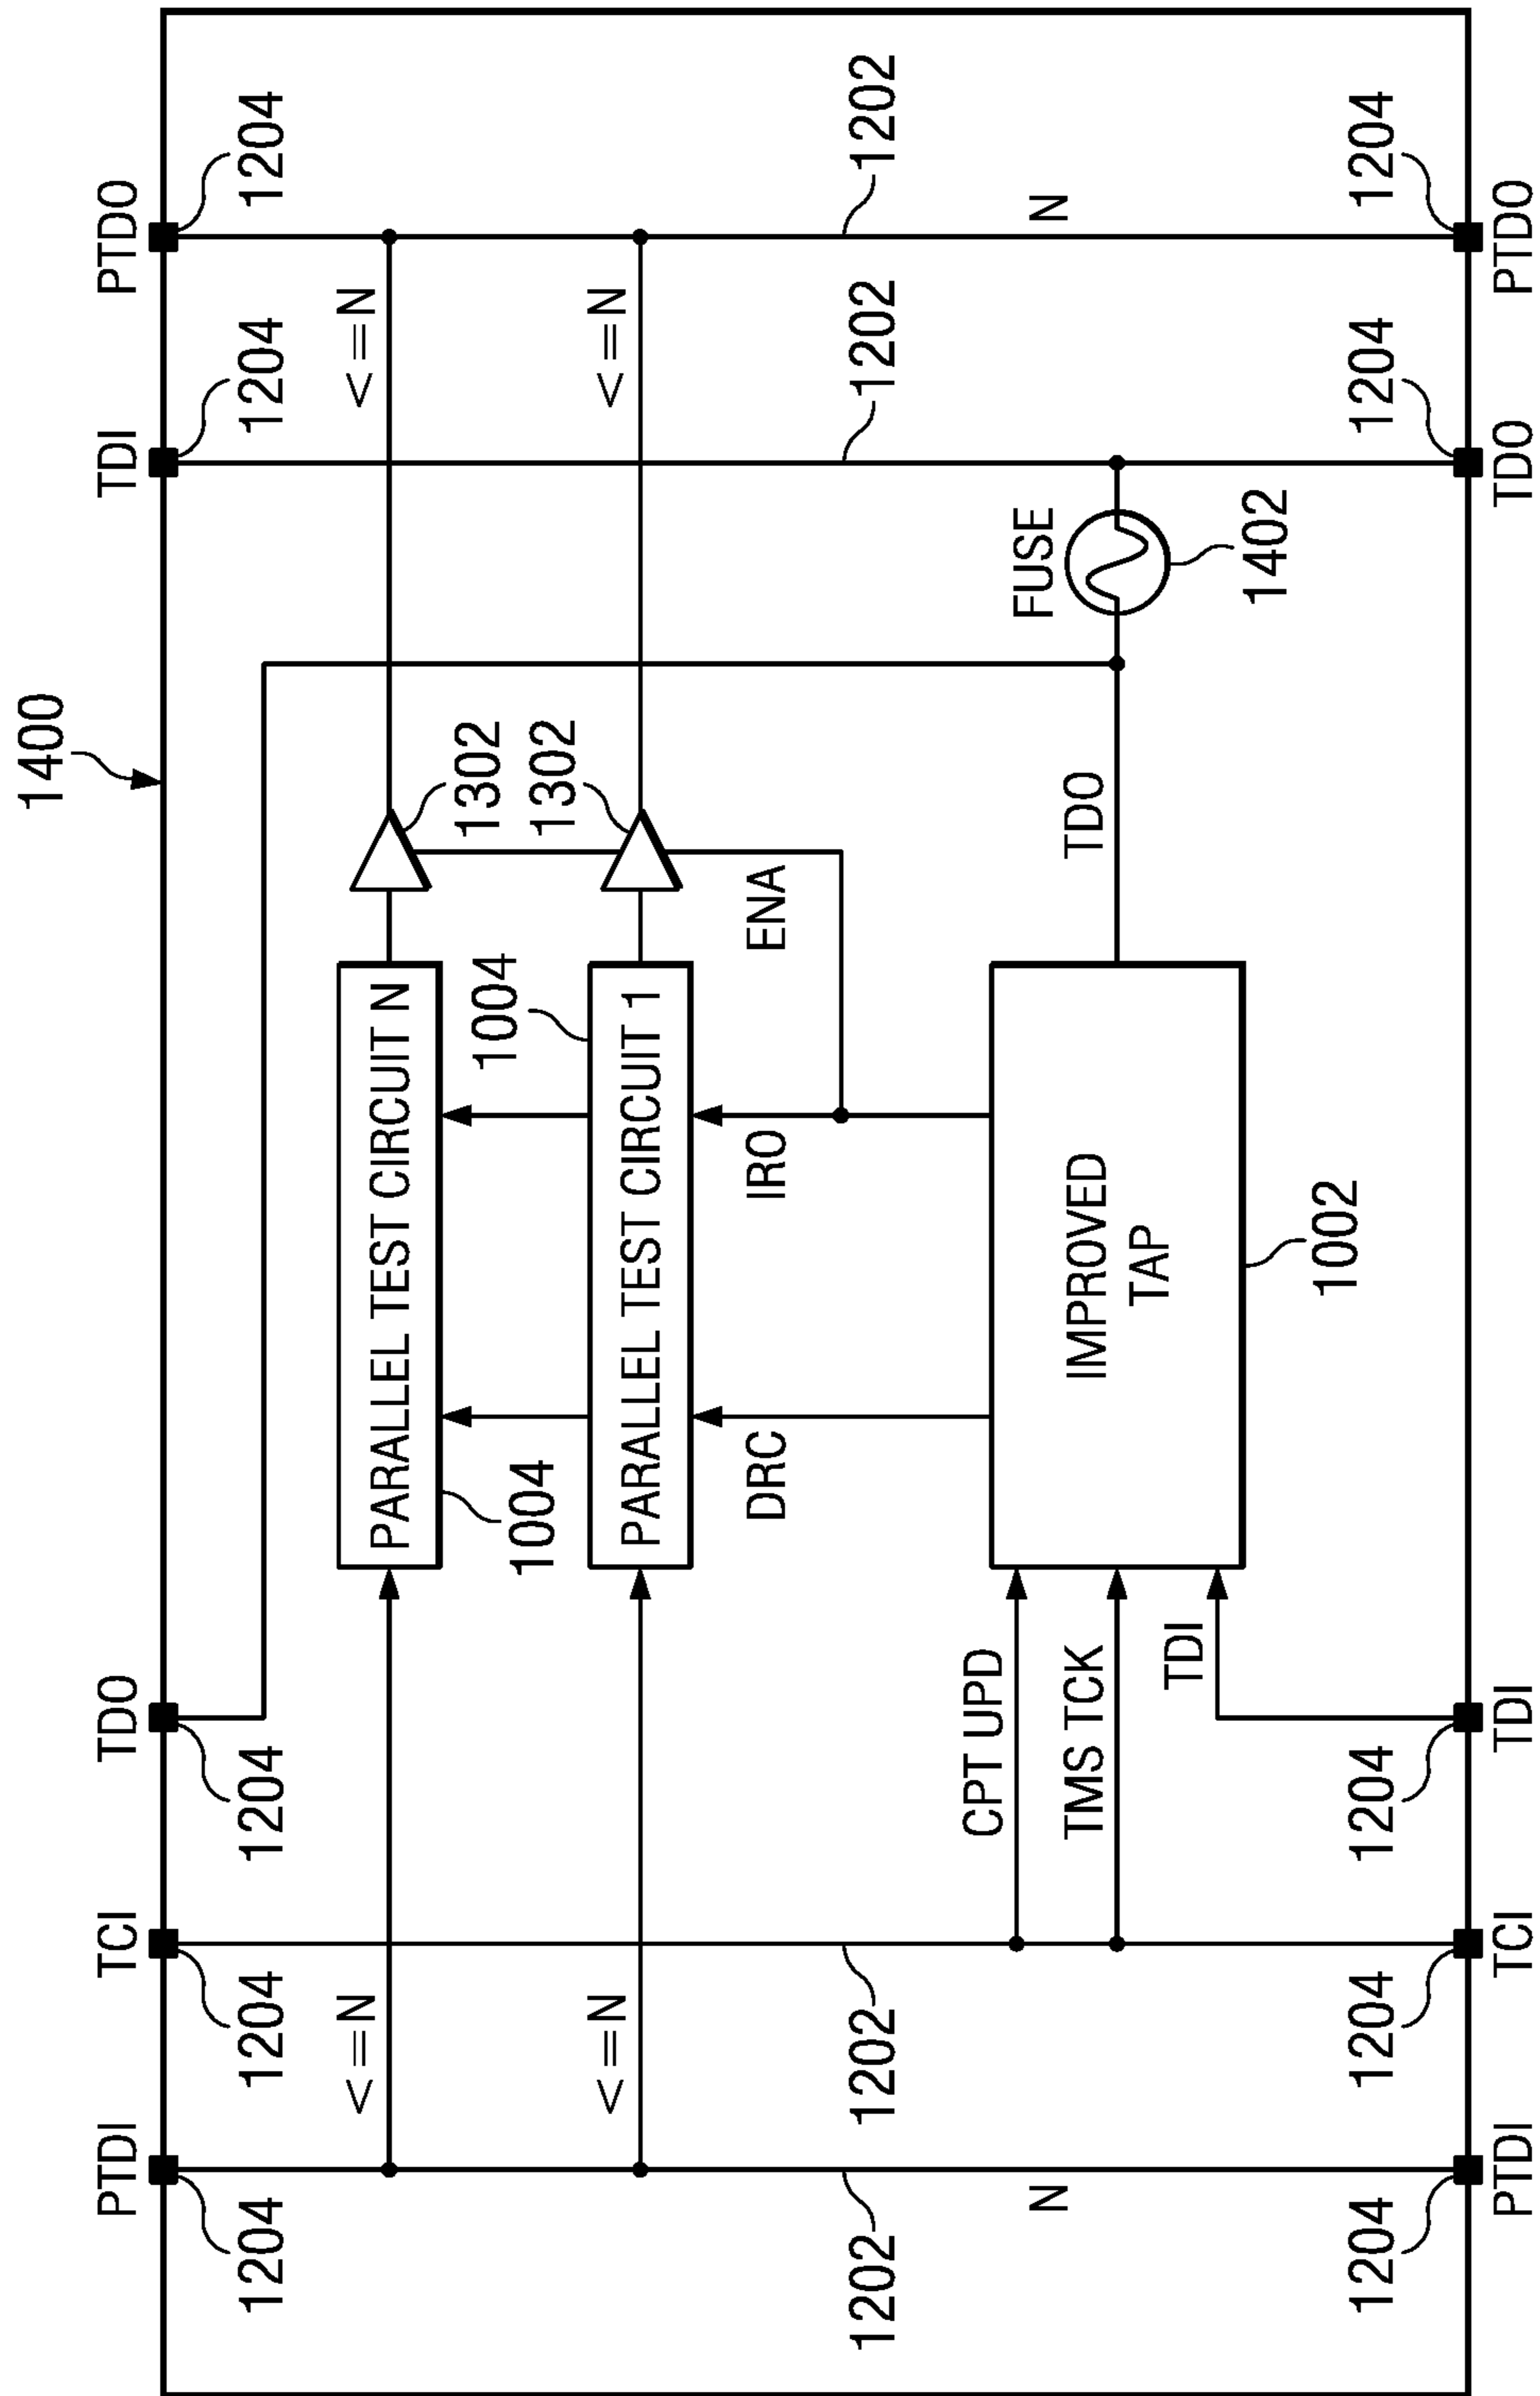 1400
PTDI
TCI
TDO
TDI
PTDO
1204
1204
1204
1204
1204
<=N
<=N
PARALLEL TEST CIRCUIT N
1302
1004
1004
1302
<=N
<=N
PARALLEL TEST CIRCUIT 1
DRC
IRO
ENA
1202
1202
1202
1202
CPT UPD
FUSE
N
N
TMS TCK
IMPROVED
TAP
TDO
TDI
1402
1002
1204
1204
1204
1204
1204
PTDI
TCI
TDI
TDO
PTDO